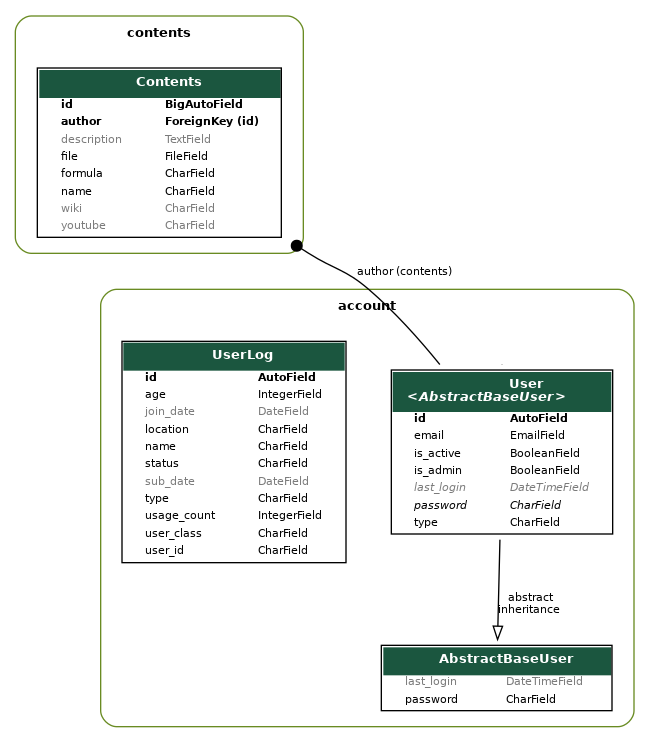 contents
Contents
id BigAutoField
author ForeignKey (id)
description TextField
file FileField
formula CharField
name CharField
wiki CharField
youtube CharField
author (contents)
account
UserLog
id AutoField
age IntegerField
join_date DateField
location CharField
name CharField
status CharField
sub_date DateField
type CharField
usage_count IntegerField
user_class CharField
user_id CharField
User
<AbstractBaseUser>
id AutoField
email EmailField
is_active BooleanField
is_admin BooleanField
last_login DateTimeField
password CharField
type CharField
abstract
inheritance
AbstractBaseUser
last_login DateTimeField
password CharField